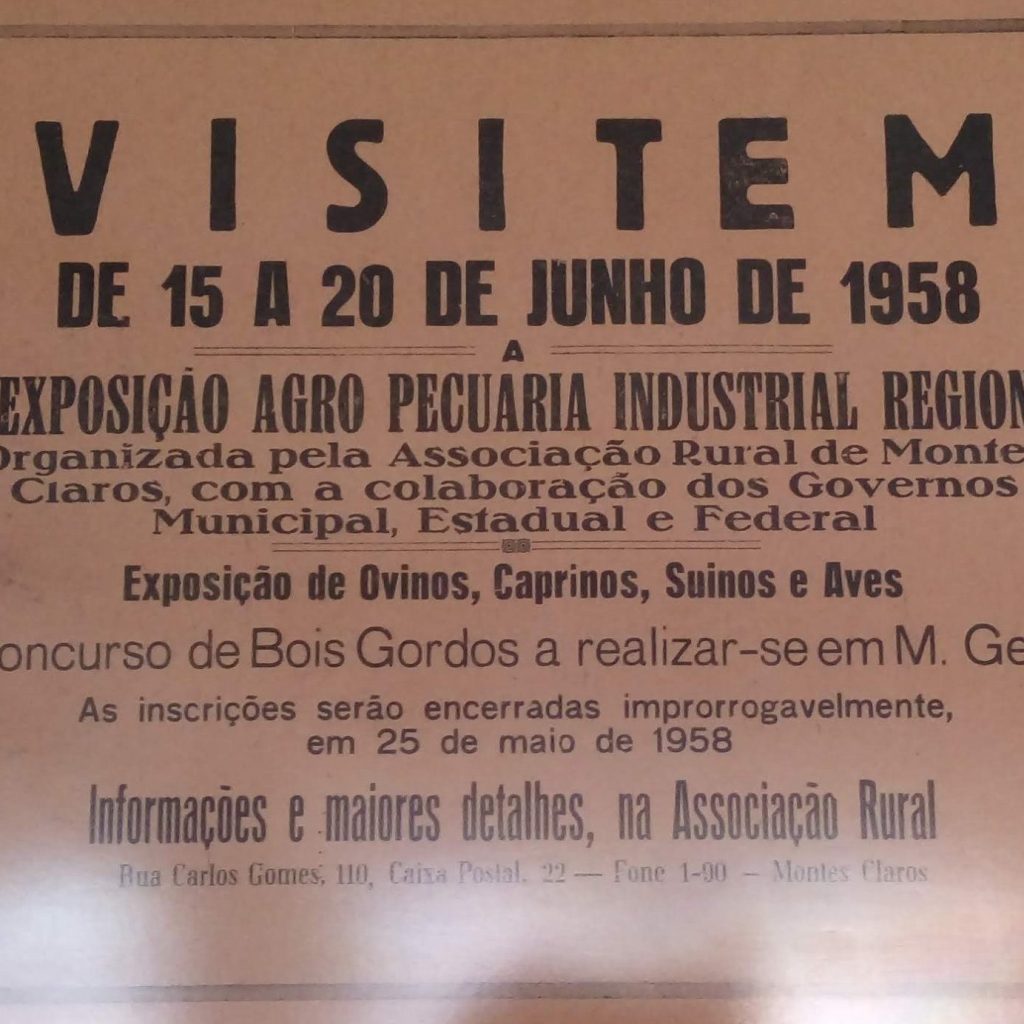 VISITEM
DE 15 A 20 DE JUNHO DE 1958
A
EXPOSIÇÃO AGRO PECUÁRIA INDUSTRIAL REGION
Organizada pela Associação Rural de Monte
Claros, com a colaboração dos Governos
Municipal, Estadual e Federal
Exposição de Ovinos, Caprinos, Suinos e Aves
oncurso de Bois Gordos a realizar-se em M. Ge
As inscrições serão encerradas improrrogavelmente,
em 25 de maio de 1958
Informações e maiores detalhes, na Associação Rural
Rua Carlos Gomes, 110, Caixa Postal. 22 — Fone 1-90 — Montes Claros